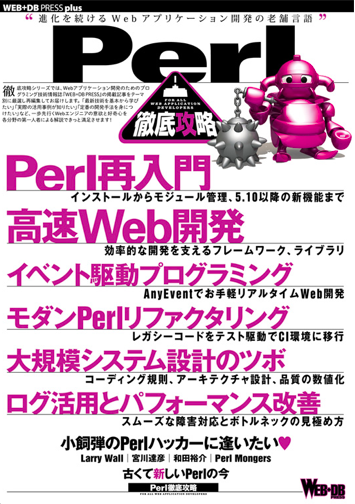 WEB+DB PRESS plus
“進化を続けるWebアプリケーション開発の老舗言語”
Perl
徹底攻略シリーズでは、Webアプリケーション開発のためのプロ
グラミング技術情報誌『WEB+DB PRESS』の掲載記事をテーマ
別に厳選し再編集してお届けします。「最新技術を基本から学び
たい」「実際の活用事例が知りたい」「定番の開発手法を身につ
けたい」など、一歩先行くWebエンジニアの意欲と好奇心を
各分野の第一人者による解説できっと満足させます!
FOR ALL
WEB APPLICATION
DEVELOPERS
徹底攻略
Perl再入門
インストールからモジュール管理、5.10以降の新機能まで
高速Web開発
効率的な開発を支えるフレームワーク、ライブラリ
イベント駆動プログラミング
AnyEventでお手軽リアルタイムWeb開発
モダンPerlリファクタリング
レガシーコードをテスト駆動でCI環境に移行
大規模システム設計のツボ
コーディング規則、アーキテクチャ設計、品質の数値化
ログ活用とパフォーマンス改善
スムーズな障害対応とボトルネックの見極め方
小飼弾のPerlハッカーに逢いたい♥
Larry Wall|宮川達彦|和田裕介|Perl Mongers
古くて新しいPerlの今
Perl徹底攻略
FOR ALL WEB APPLICATION DEVELOPERS
WEB+DB